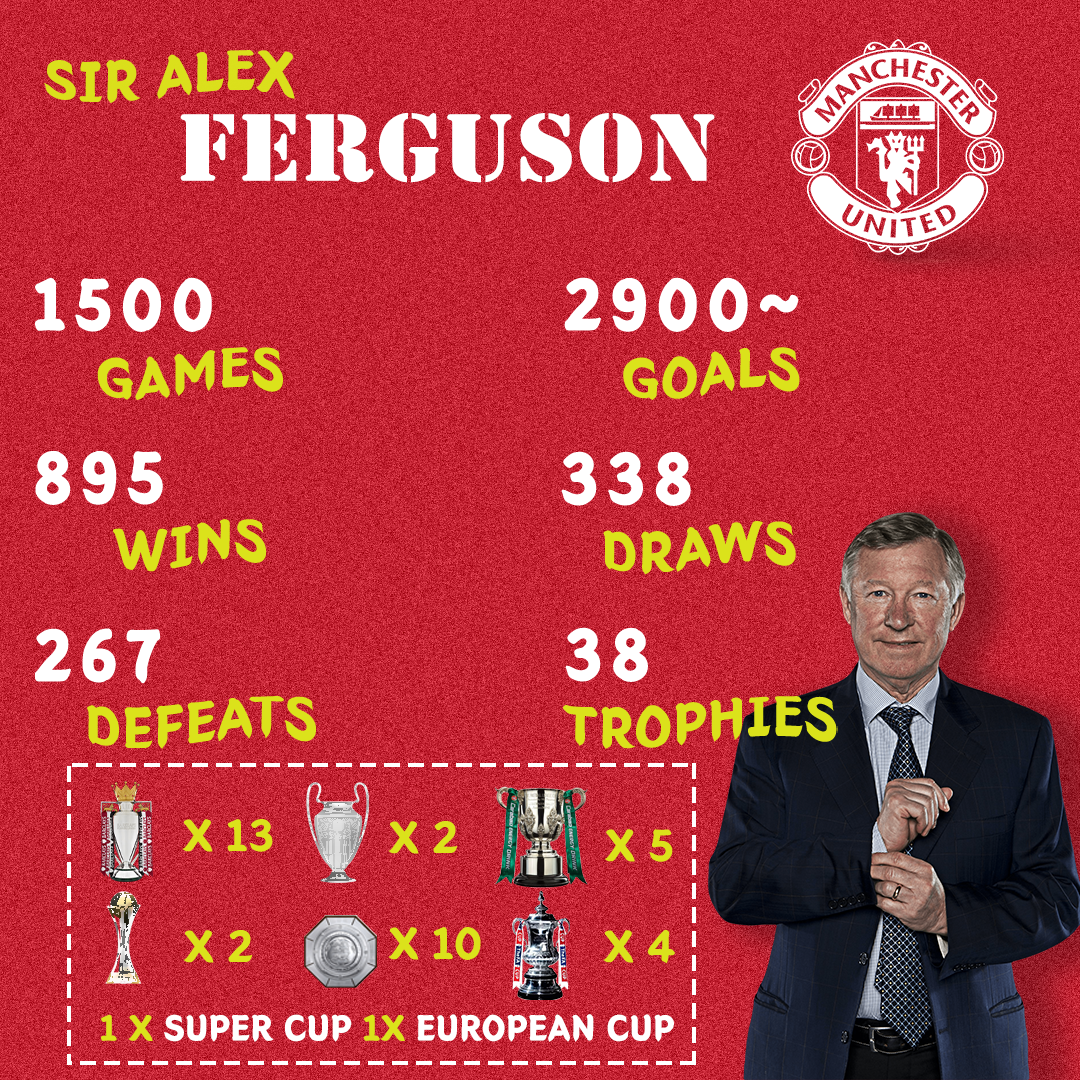 SIR ALEX
FERGUSON
MANCHESTER
UNITED
1500
GAMES
2900~
GOALS
895
WINS
338
DRAWS
267
DEFEATS
38
TROPHIES
X 13
X 2
X 5
X 2
X 10
X 4
1 X SUPER CUP 1X EUROPEAN CUP